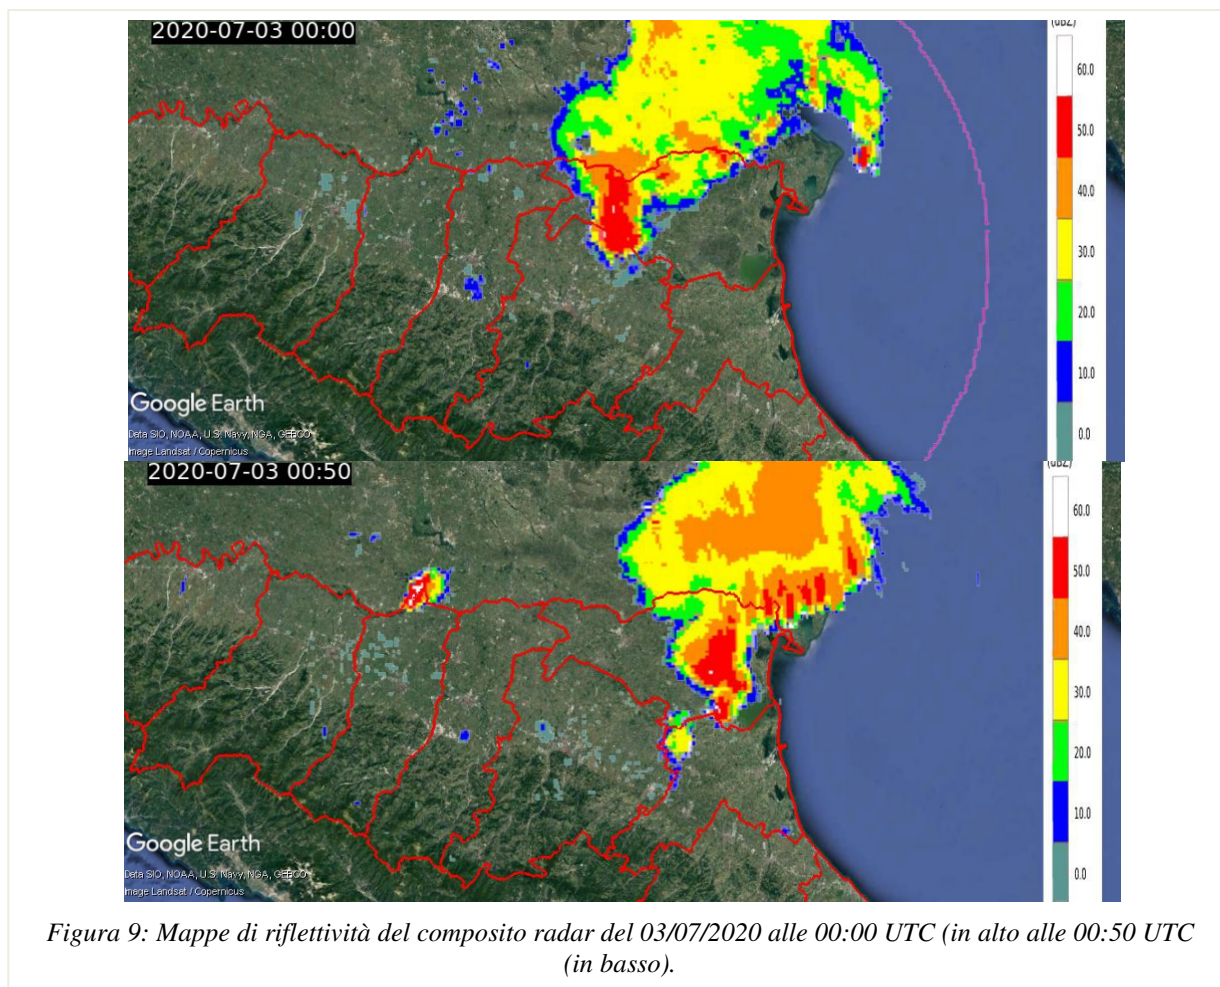 2020-07-03 00:00
(dBZ)
60.0
50.0
40.0
30.0
20.0
10.0
0.0
Google Earth
Data SIO, NOAA, U.S. Navy, NGA, GEBCO
Image Landsat / Copernicus
2020-07-03 00:50
(dBZ)
60.0
50.0
40.0
30.0
20.0
10.0
0.0
Google Earth
Data SIO, NOAA, U.S. Navy, NGA, GEBCO
Image Landsat / Copernicus
Figura 9: Mappe di riflettività del composito radar del 03/07/2020 alle 00:00 UTC (in alto alle 00:50 UTC
(in basso).